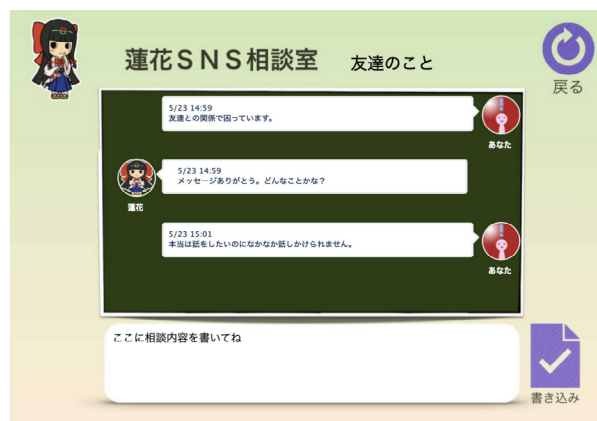 蓮花SNS相談室 友達のこと
戻る
5/23 14:59
友達との関係で困っています。
あなた
5/23 14:59
メッセージありがとう。どんなことかな？
蓮花
5/23 15:01
本当は話をしたいのになかなか話しかけられません。
あなた
ここに相談内容を書いてね
書き込み